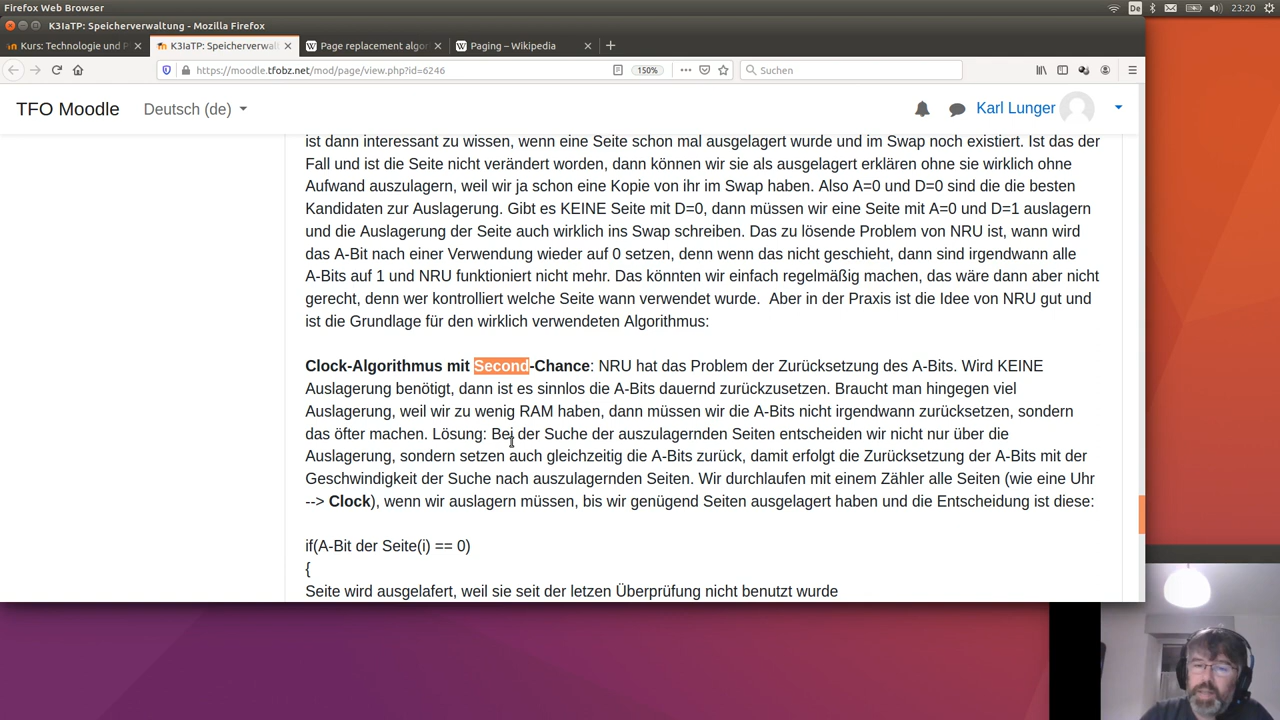 Firefox Web Browser
De
23:20
K3IaTP: Speicherverwaltung - Mozilla Firefox
Kurs: Technologie und P
K3IaTP: Speicherverwal
Page replacement algor
Paging – Wikipedia
https://moodle.tfobz.net/mod/page/view.php?id=6246
150%
Suchen
TFO Moodle
Deutsch (de)
Karl Lunger
ist dann interessant zu wissen, wenn eine Seite schon mal ausgelagert wurde und im Swap noch existiert. Ist das der
Fall und ist die Seite nicht verändert worden, dann können wir sie als ausgelagert erklären ohne sie wirklich ohne
Aufwand auszulagern, weil wir ja schon eine Kopie von ihr im Swap haben. Also A=0 und D=0 sind die die besten
Kandidaten zur Auslagerung. Gibt es KEINE Seite mit D=0, dann müssen wir eine Seite mit A=0 und D=1 auslagern
und die Auslagerung der Seite auch wirklich ins Swap schreiben. Das zu lösende Problem von NRU ist, wann wird
das A-Bit nach einer Verwendung wieder auf 0 setzen, denn wenn das nicht geschieht, dann sind irgendwann alle
A-Bits auf 1 und NRU funktioniert nicht mehr. Das könnten wir einfach regelmäßig machen, das wäre dann aber nicht
gerecht, denn wer kontrolliert welche Seite wann verwendet wurde.  Aber in der Praxis ist die Idee von NRU gut und
ist die Grundlage für den wirklich verwendeten Algorithmus:
Clock-Algorithmus mit Second-Chance: NRU hat das Problem der Zurücksetzung des A-Bits. Wird KEINE
Auslagerung benötigt, dann ist es sinnlos die A-Bits dauernd zurückzusetzen. Braucht man hingegen viel
Auslagerung, weil wir zu wenig RAM haben, dann müssen wir die A-Bits nicht irgendwann zurücksetzen, sondern
das öfter machen. Lösung: Bei der Suche der auszulagernden Seiten entscheiden wir nicht nur über die
Auslagerung, sondern setzen auch gleichzeitig die A-Bits zurück, damit erfolgt die Zurücksetzung der A-Bits mit der
Geschwindigkeit der Suche nach auszulagernden Seiten. Wir durchlaufen mit einem Zähler alle Seiten (wie eine Uhr
--> Clock), wenn wir auslagern müssen, bis wir genügend Seiten ausgelagert haben und die Entscheidung ist diese:
if(A-Bit der Seite(i) == 0)
{
Seite wird ausgelafert, weil sie seit der letzen Überprüfung nicht benutzt wurde